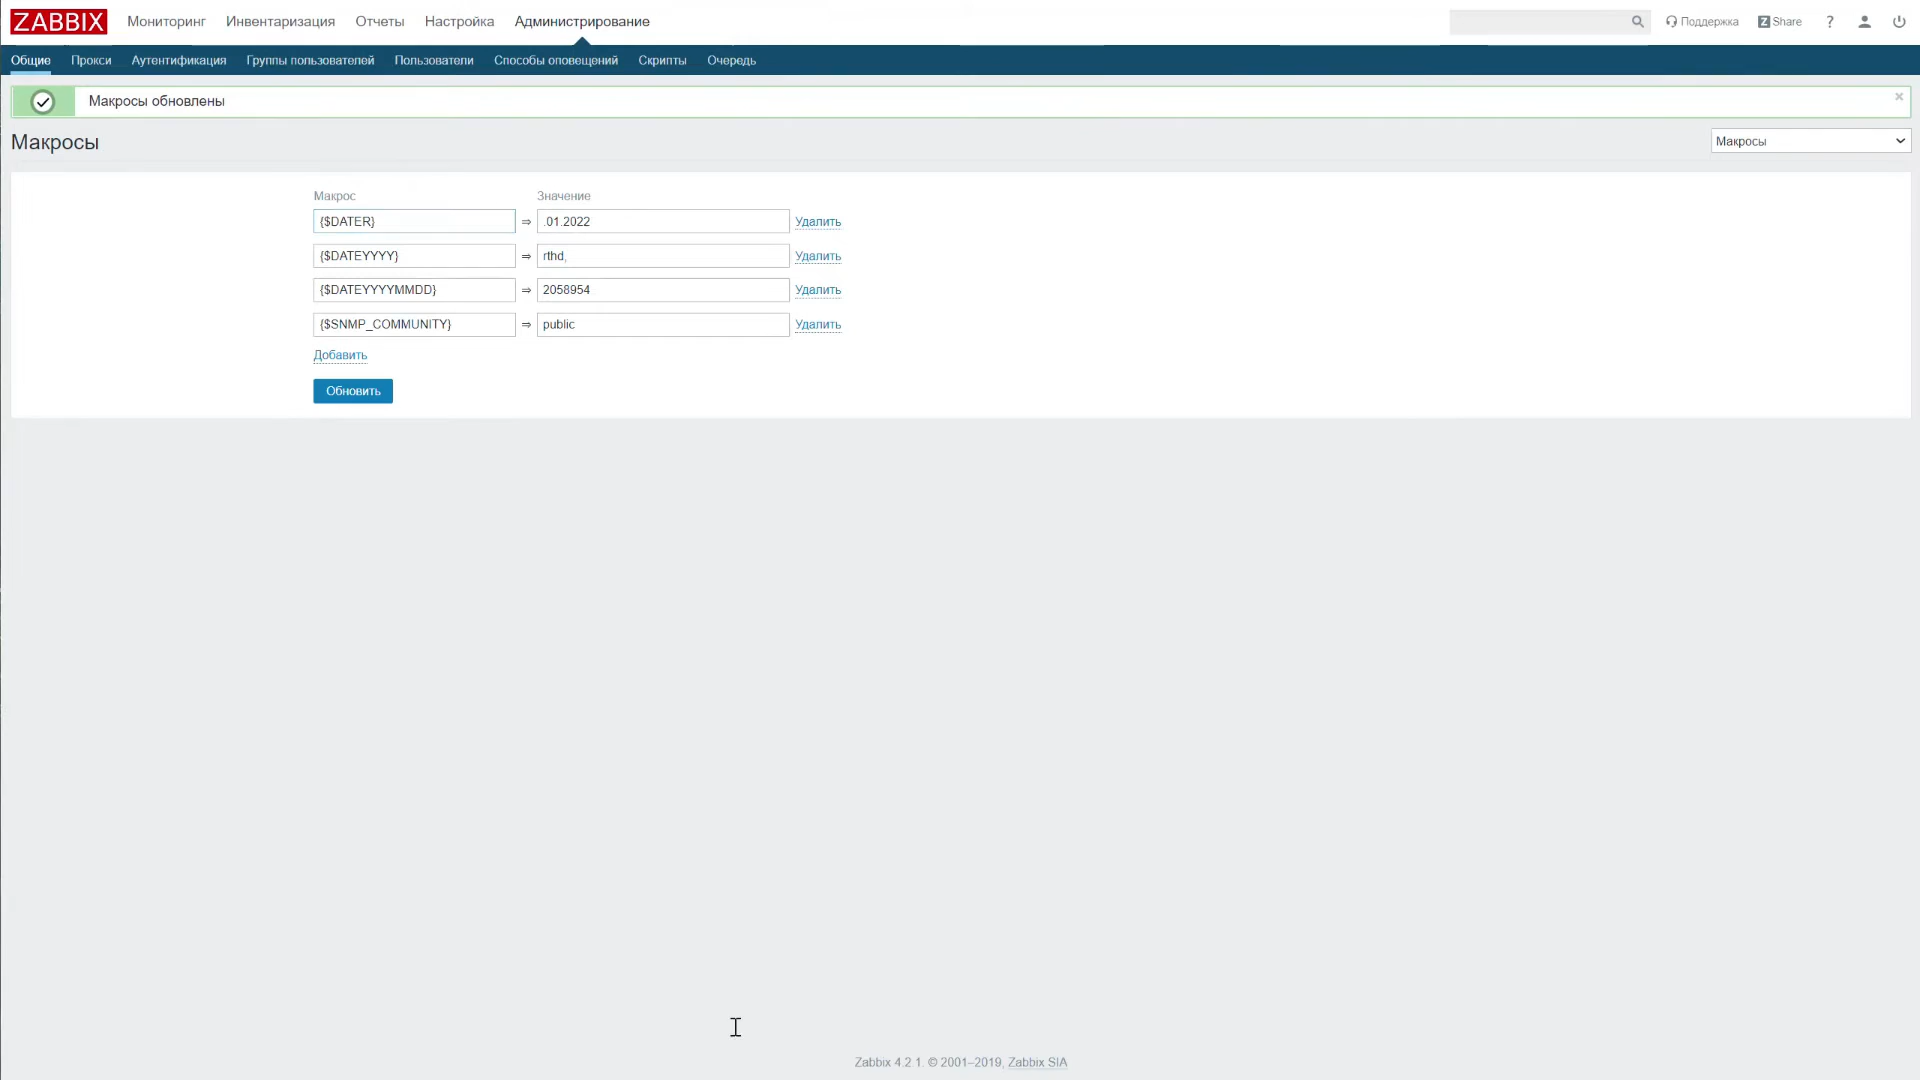 ZABBIX Мониторинг Инвентаризация Отчеты Настройка Администрирование Поддержка Z Share ?
Общие Прокси Аутентификация Группы пользователей Пользователи Способы оповещений Скрипты Очередь
Макросы обновлены
Макросы Макросы
Макрос Значение
{$DATER} ⇒ .01.2022 Удалить
{$DATEYYYY} ⇒ rthd, Удалить
{$DATEYYYYMMDD} ⇒ 2058954 Удалить
{$SNMP_COMMUNITY} ⇒ public Удалить
Добавить
Обновить
Zabbix 4.2.1. © 2001–2019, Zabbix SIA